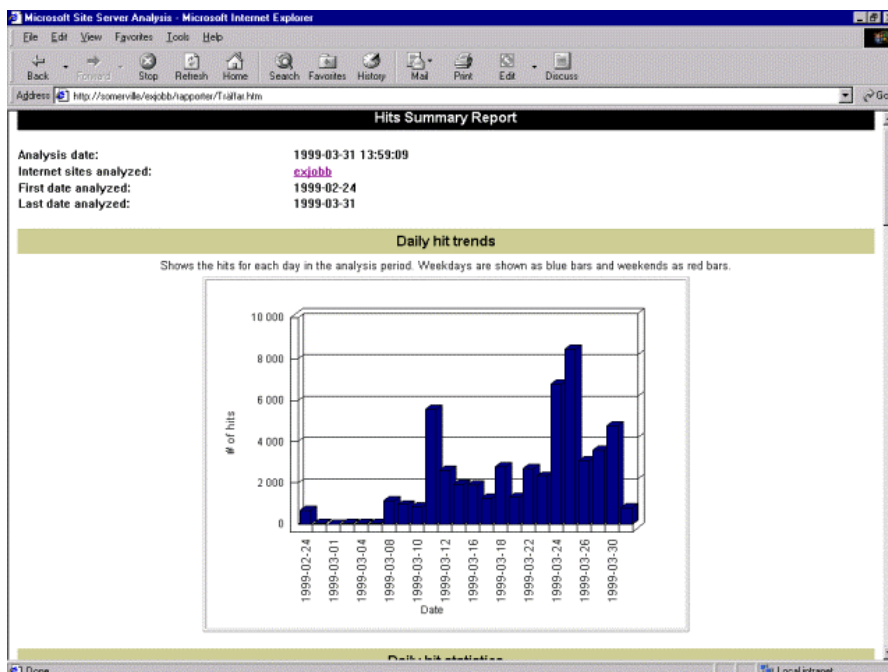 Microsoft Site Server Analysis - Microsoft Internet Explorer
File Edit View Favorites Tools Help
Back Forward Stop Refresh Home Search Favorites History Mail Print Edit Discuss
Address http://somerville/exjobb/rapporter/Träffar.htm Go
Hits Summary Report
Analysis date: 1999-03-31 13:59:09
Internet sites analyzed: exjobb
First date analyzed: 1999-02-24
Last date analyzed: 1999-03-31
Daily hit trends
Shows the hits for each day in the analysis period. Weekdays are shown as blue bars and weekends as red bars.
10 000
8 000
6 000
4 000
2 000
0
# of hits
1999-02-24
1999-03-01
1999-03-04
1999-03-08
1999-03-10
1999-03-12
1999-03-16
1999-03-18
1999-03-22
1999-03-24
1999-03-26
1999-03-30
Date
Daily hit statistics
Done Local intranet